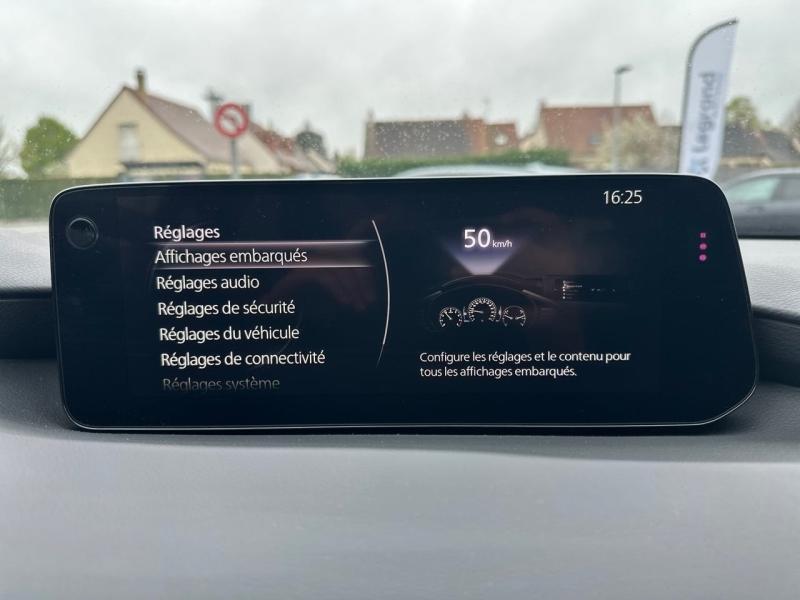 Legrand
16:25
Réglages
Affichages embarqués
Réglages audio
Réglages de sécurité
Réglages du véhicule
Réglages de connectivité
Réglages système
50 km/h
Configure les réglages et le contenu pour
tous les affichages embarqués.